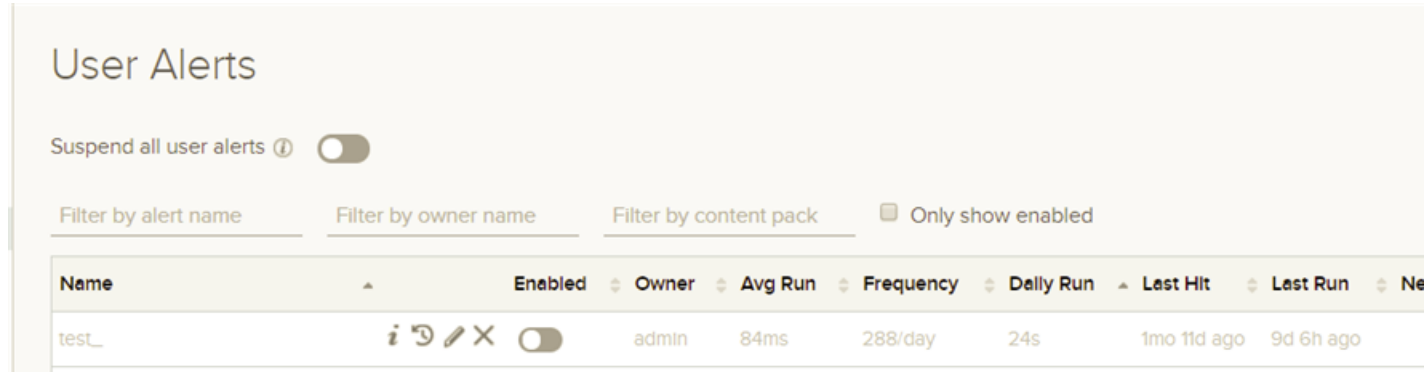 User Alerts
Suspend all user alerts
Filter by alert name Filter by owner name Filter by content pack Only show enabled
Name Enabled Owner Avg Run Frequency Daily Run Last Hit Last Run Ne
test_ admin 84ms 288/day 24s 1mo 11d ago 9d 6h ago